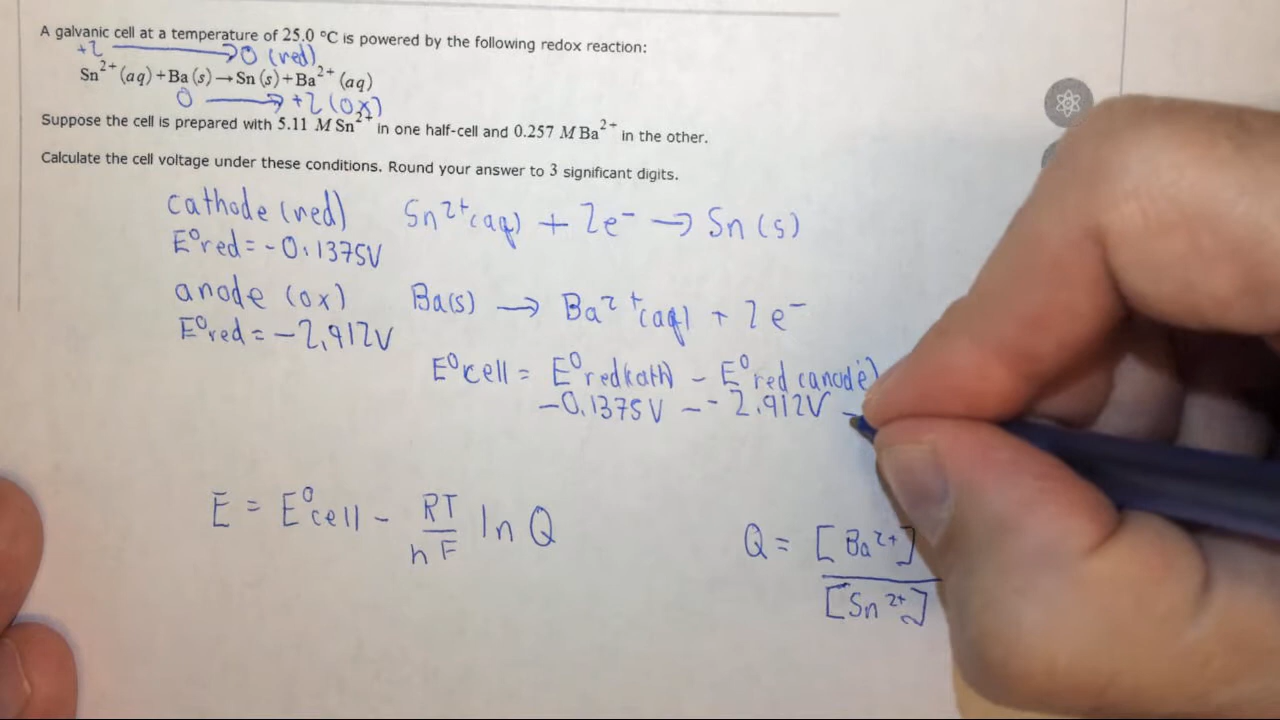 A galvanic cell at a temperature of 25.0 °C is powered by the following redox reaction:
+2 → 0 (red)
Sn²⁺(aq)+Ba(s)→Sn(s)+Ba²⁺(aq)
0 → +2 (ox)
Suppose the cell is prepared with 5.11 M Sn²⁺ in one half-cell and 0.257 M Ba²⁺ in the other.
Calculate the cell voltage under these conditions. Round your answer to 3 significant digits.
cathode (red) Sn²⁺(aq) + 2e⁻ → Sn(s)
E°red = -0.1375V
anode (ox) Ba(s) → Ba²⁺(aq) + 2e⁻
E°red = -2.912V
E°cell = E°red(cath) - E°red(anode)
-0.1375V - -2.912V
E = E°cell - RT/nF ln Q
Q = [Ba²⁺]/[Sn²⁺]